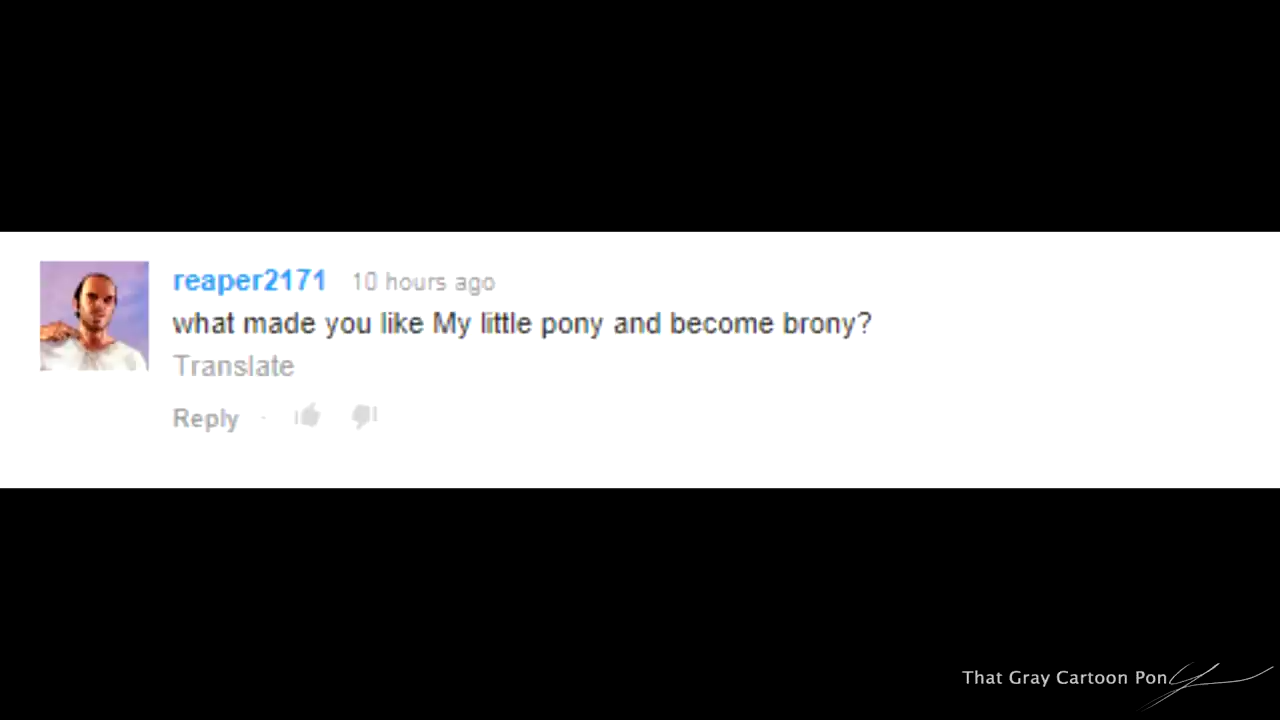 reaper2171 10 hours ago
what made you like My little pony and become brony?
Translate
Reply ·
That Gray Cartoon Pony